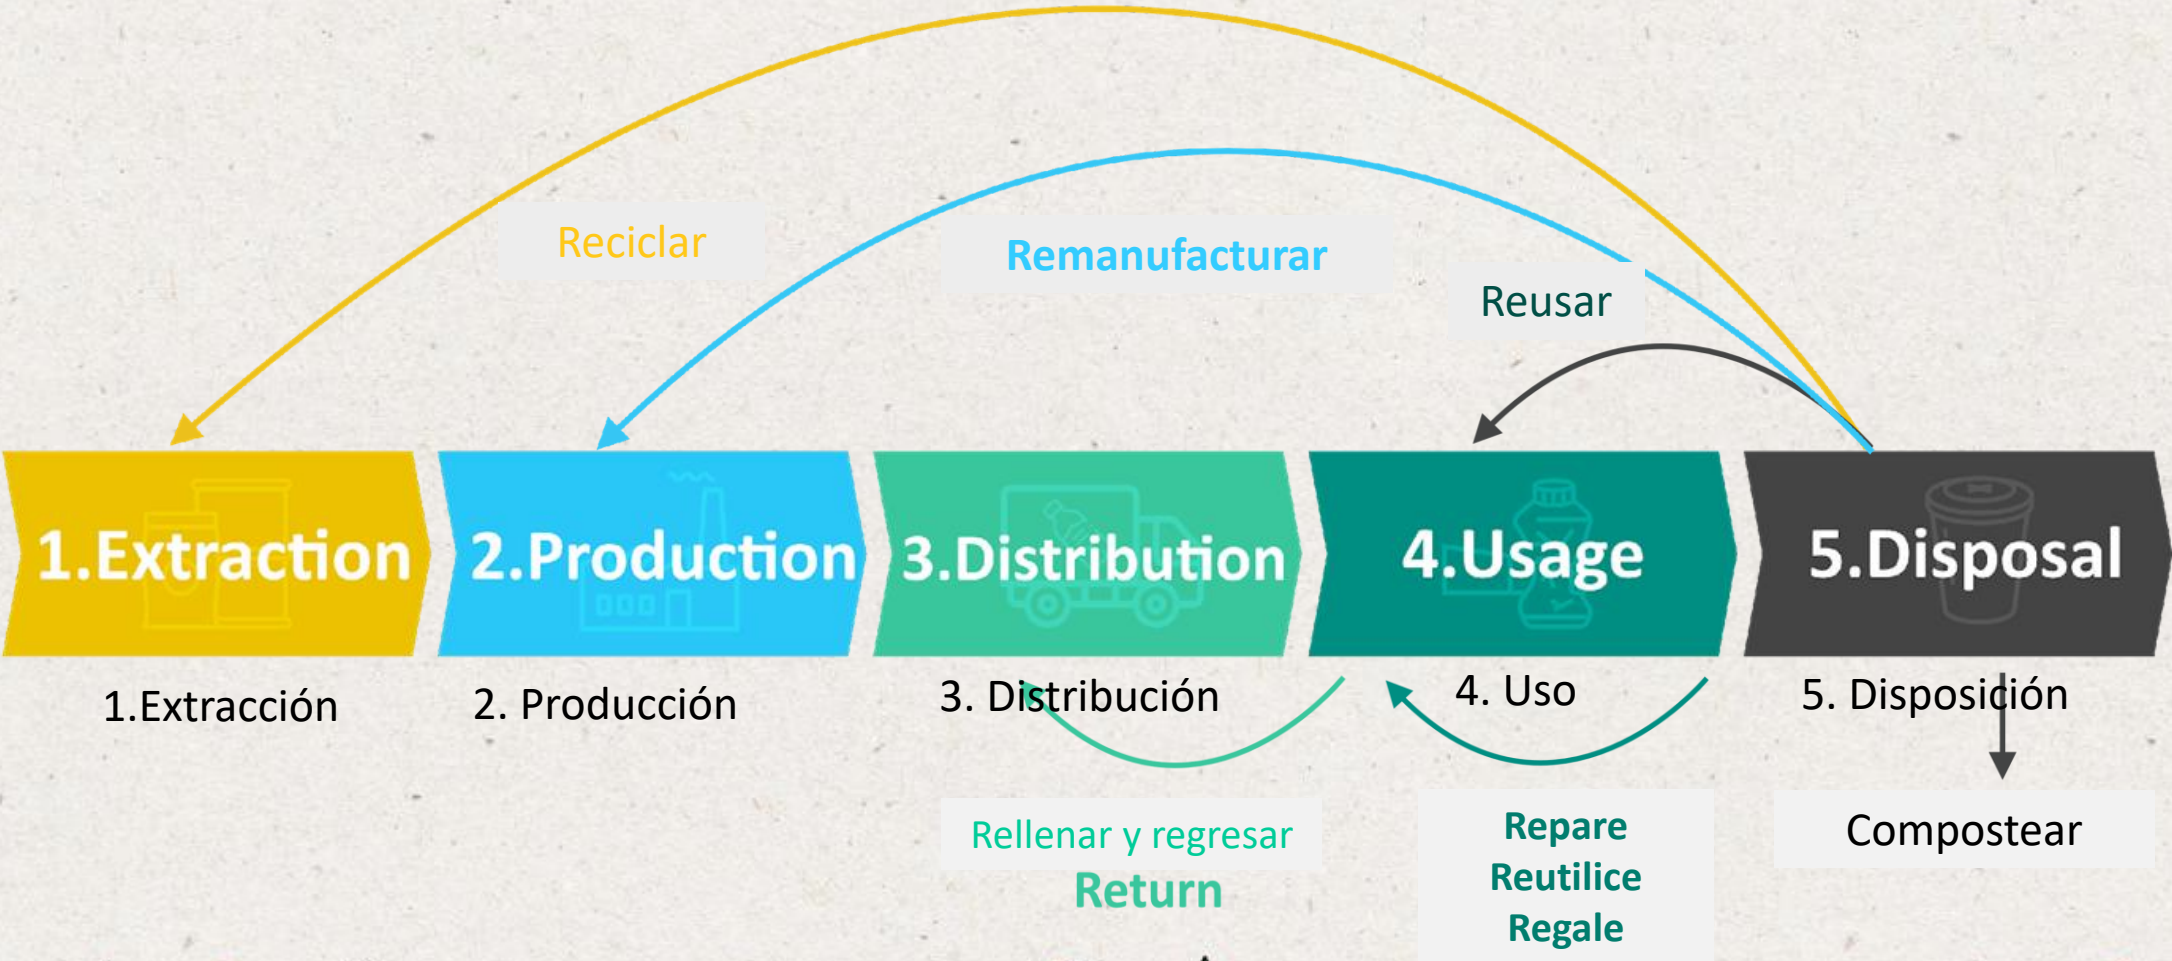 Reciclar
Remanufacturar
Reusar
1.Extraction
2.Production
3.Distribution
4.Usage
5.Disposal
1.Extracción
2. Producción
3. Distribución
4. Uso
5. Disposición
Rellenar y regresar
Return
Repare
Reutilice
Regale
Compostear